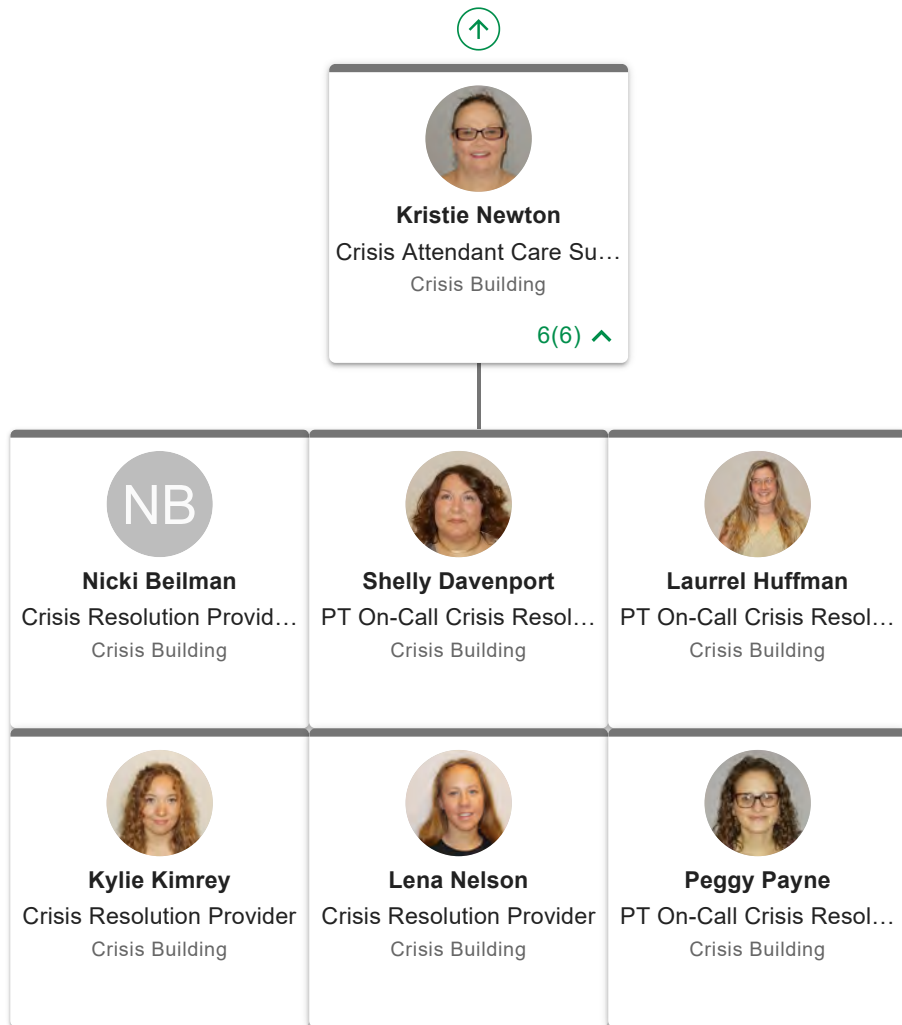 Kristie Newton
Crisis Attendant Care Su…
Crisis Building
6(6)
NB
Nicki Beilman
Crisis Resolution Provid…
Crisis Building
Shelly Davenport
PT On-Call Crisis Resol…
Crisis Building
Laurrel Huffman
PT On-Call Crisis Resol…
Crisis Building
Kylie Kimrey
Crisis Resolution Provider
Crisis Building
Lena Nelson
Crisis Resolution Provider
Crisis Building
Peggy Payne
PT On-Call Crisis Resol…
Crisis Building